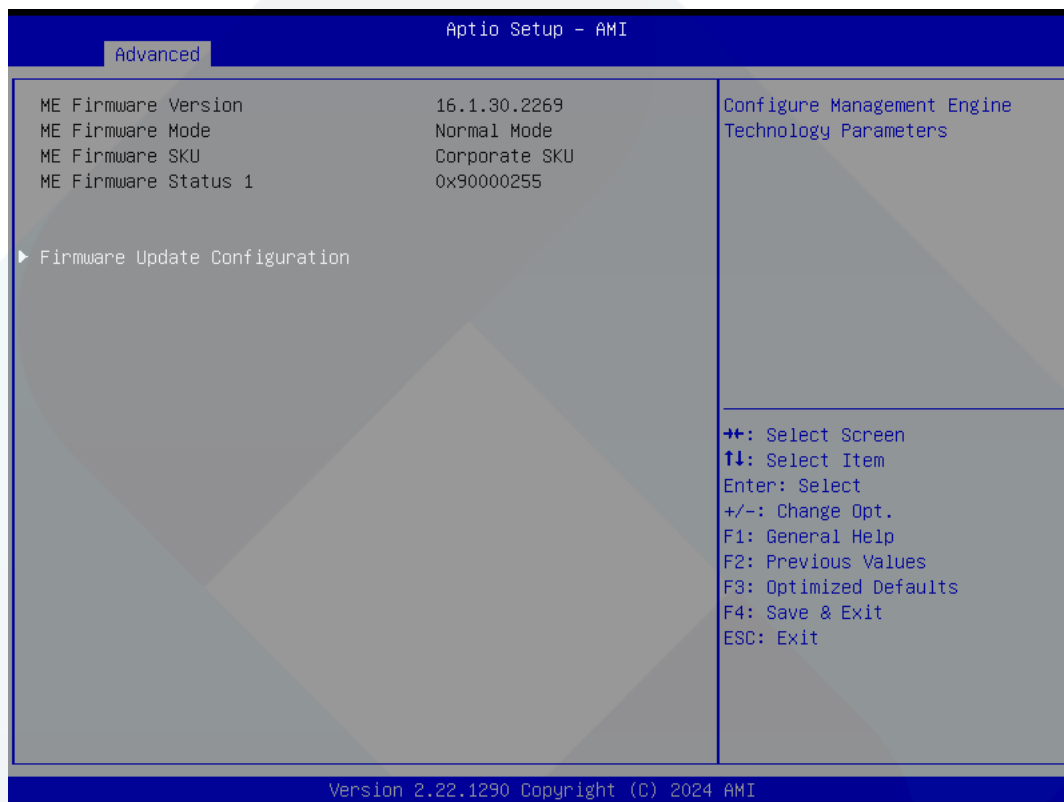 Aptio Setup – AMI
Advanced
ME Firmware Version 16.1.30.2269
ME Firmware Mode Normal Mode
ME Firmware SKU Corporate SKU
ME Firmware Status 1 0x90000255
▶ Firmware Update Configuration
Configure Management Engine
Technology Parameters
→←: Select Screen
↑↓: Select Item
Enter: Select
+/-: Change Opt.
F1: General Help
F2: Previous Values
F3: Optimized Defaults
F4: Save & Exit
ESC: Exit
Version 2.22.1290 Copyright (C) 2024 AMI